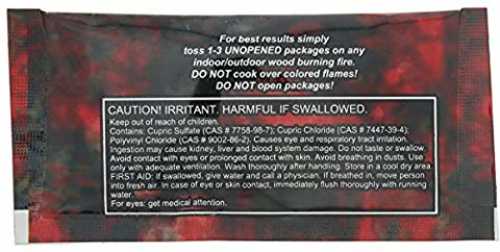 For best results simply
toss 1-3 UNOPENED packages on any
indoor/outdoor wood burning fire.
DO NOT cook over colored flames!
DO NOT open packages!
CAUTION! IRRITANT. HARMFUL IF SWALLOWED.
Keep out of reach of children.
Contains: Cupric Sulfate (CAS # 7758-98-7); Cupric Chloride (CAS # 7447-39-4);
Polyvinyl Chloride (CAS # 9002-86-2). Causes eye and respiratory tract irritation.
Ingestion may cause kidney, liver and blood system damage. Do not taste or swallow.
Avoid contact with eyes or prolonged contact with skin. Avoid breathing in dusts. Use
only with adequate ventilation. Wash thoroughly after handling. Store in a cool dry area.
FIRST AID: If swallowed, give water and call a physician. If breathed in, move person
into fresh air. In case of eye or skin contact, immediately flush thoroughly with running
water.
For eyes: get medical attention.